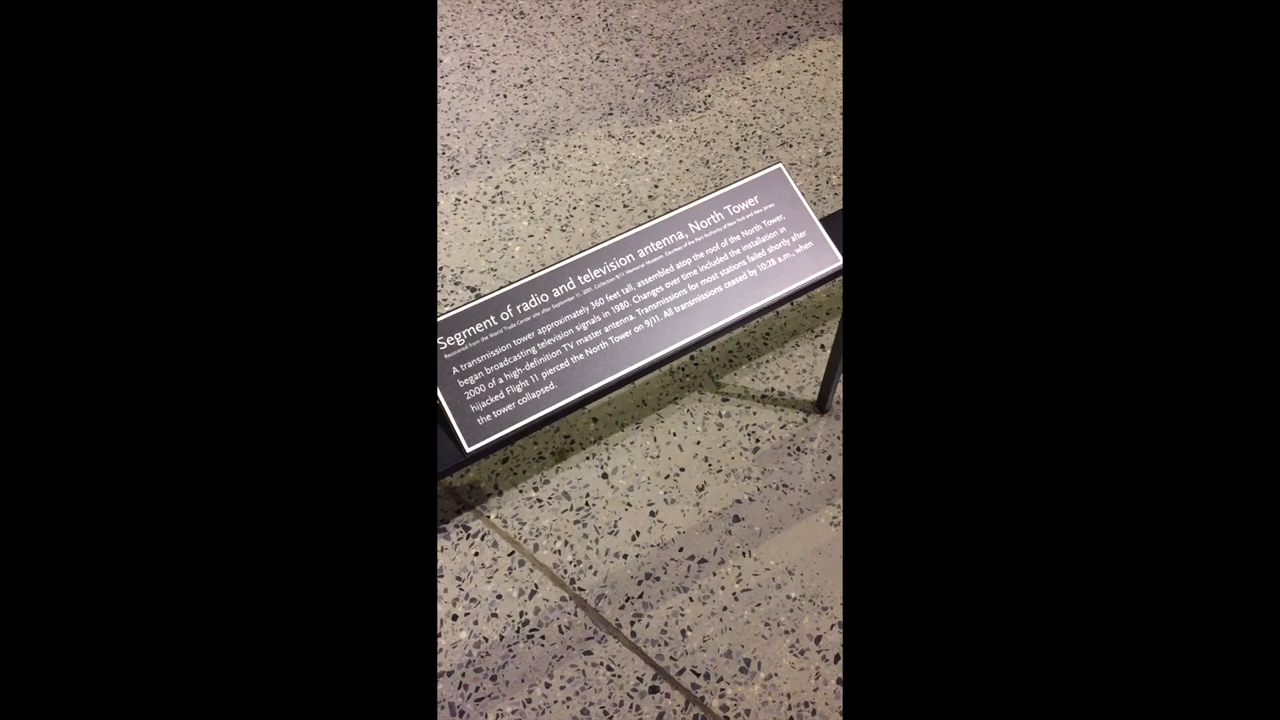 Segment of radio and television antenna, North Tower
Recovered from the World Trade Center site after September 11, 2001. Collection 9/11 Memorial Museum, Courtesy of the Port Authority of New York and New Jersey
A transmission tower approximately 360 feet tall, assembled atop the roof of the North Tower,
began broadcasting television signals in 1980. Changes over time included the installation in
2000 of a high-definition TV master antenna. Transmissions for most stations failed shortly after
hijacked Flight 11 pierced the North Tower on 9/11. All transmissions ceased by 10:28 a.m., when
the tower collapsed.